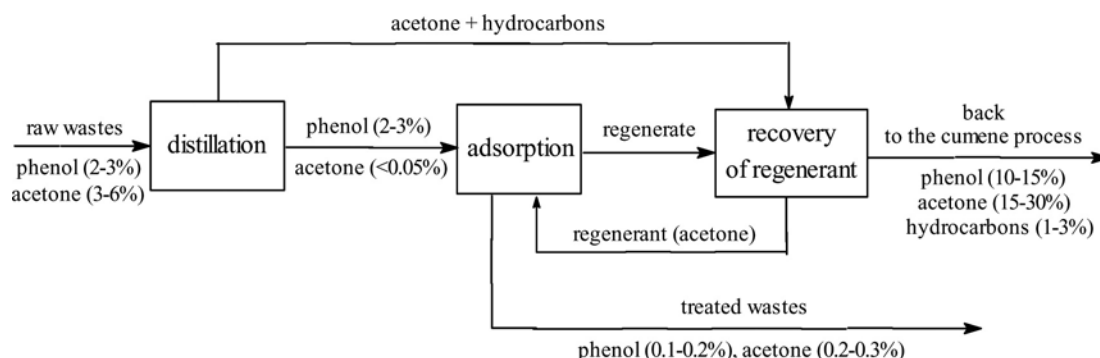 acetone + hydrocarbons
raw wastes
phenol (2-3%)
acetone (3-6%)
distillation
phenol (2-3%)
acetone (<0.05%)
adsorption
regenerate
regenerant (acetone)
recovery
of regenerant
back
to the cumene process
phenol (10-15%)
acetone (15-30%)
hydrocarbons (1-3%)
treated wastes
phenol (0.1-0.2%), acetone (0.2-0.3%)